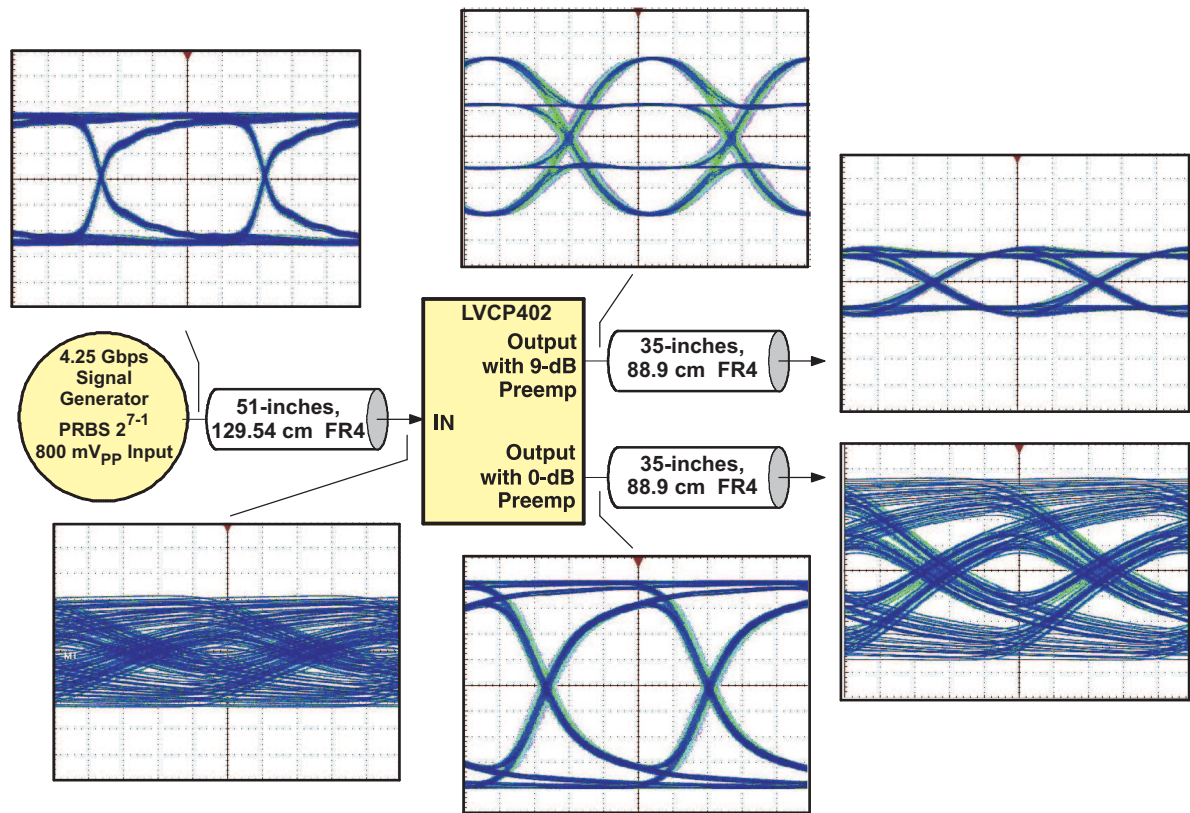 4.25 Gbps
Signal
Generator
PRBS 2^7-1
800 mV_PP Input
51-inches,
129.54 cm FR4
LVCP402
IN
Output
with 9-dB
Preemp
Output
with 0-dB
Preemp
35-inches,
88.9 cm FR4
35-inches,
88.9 cm FR4